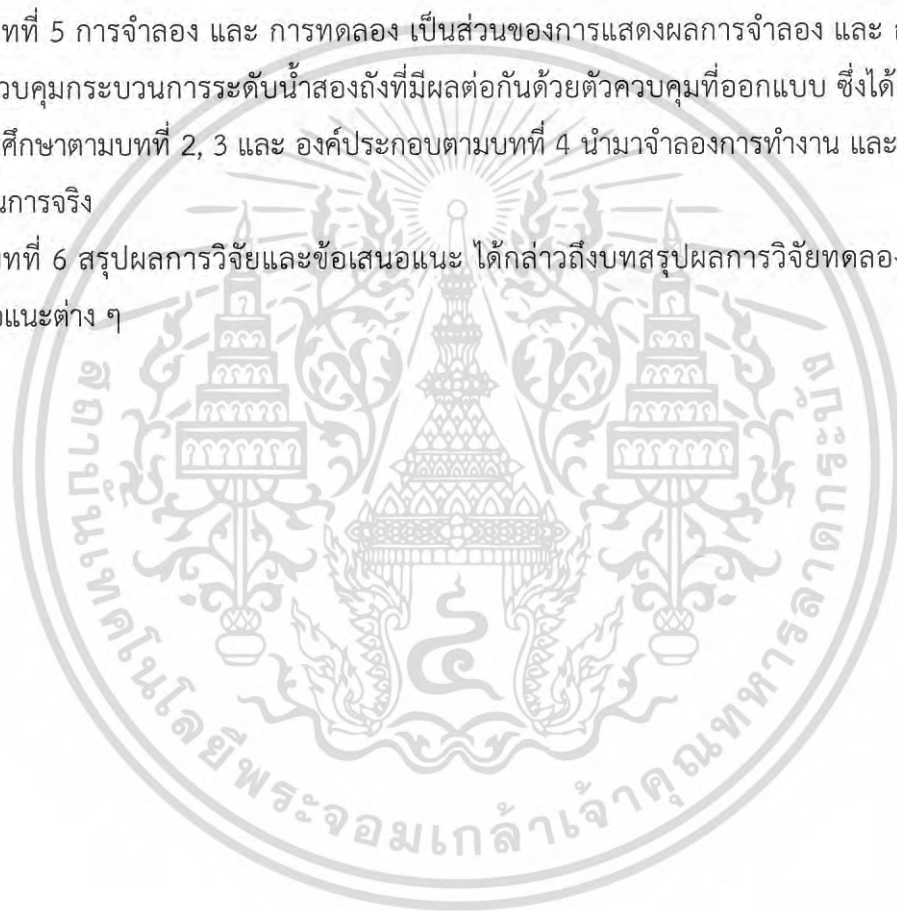 ทที่ 5 การจำลอง และ การทดลอง เป็นส่วนของการแสดงผลการจำลอง และ
วบคุมกระบวนการระดับน้ำสองถังที่มีผลต่อกันด้วยตัวควบคุมที่ออกแบบ ซึ่งได้
ศึกษาตามบทที่ 2, 3 และ องค์ประกอบตามบทที่ 4 นำมาจำลองการทำงาน และ
นการจริง
ทที่ 6 สรุปผลการวิจัยและข้อเสนอแนะ ได้กล่าวถึงบทสรุปผลการวิจัยทดลอง
อแนะต่าง ๆ
สถาบันเทคโนโลยีพระจอมเกล้าเจ้าคุณทหารลาดกระบัง
๔